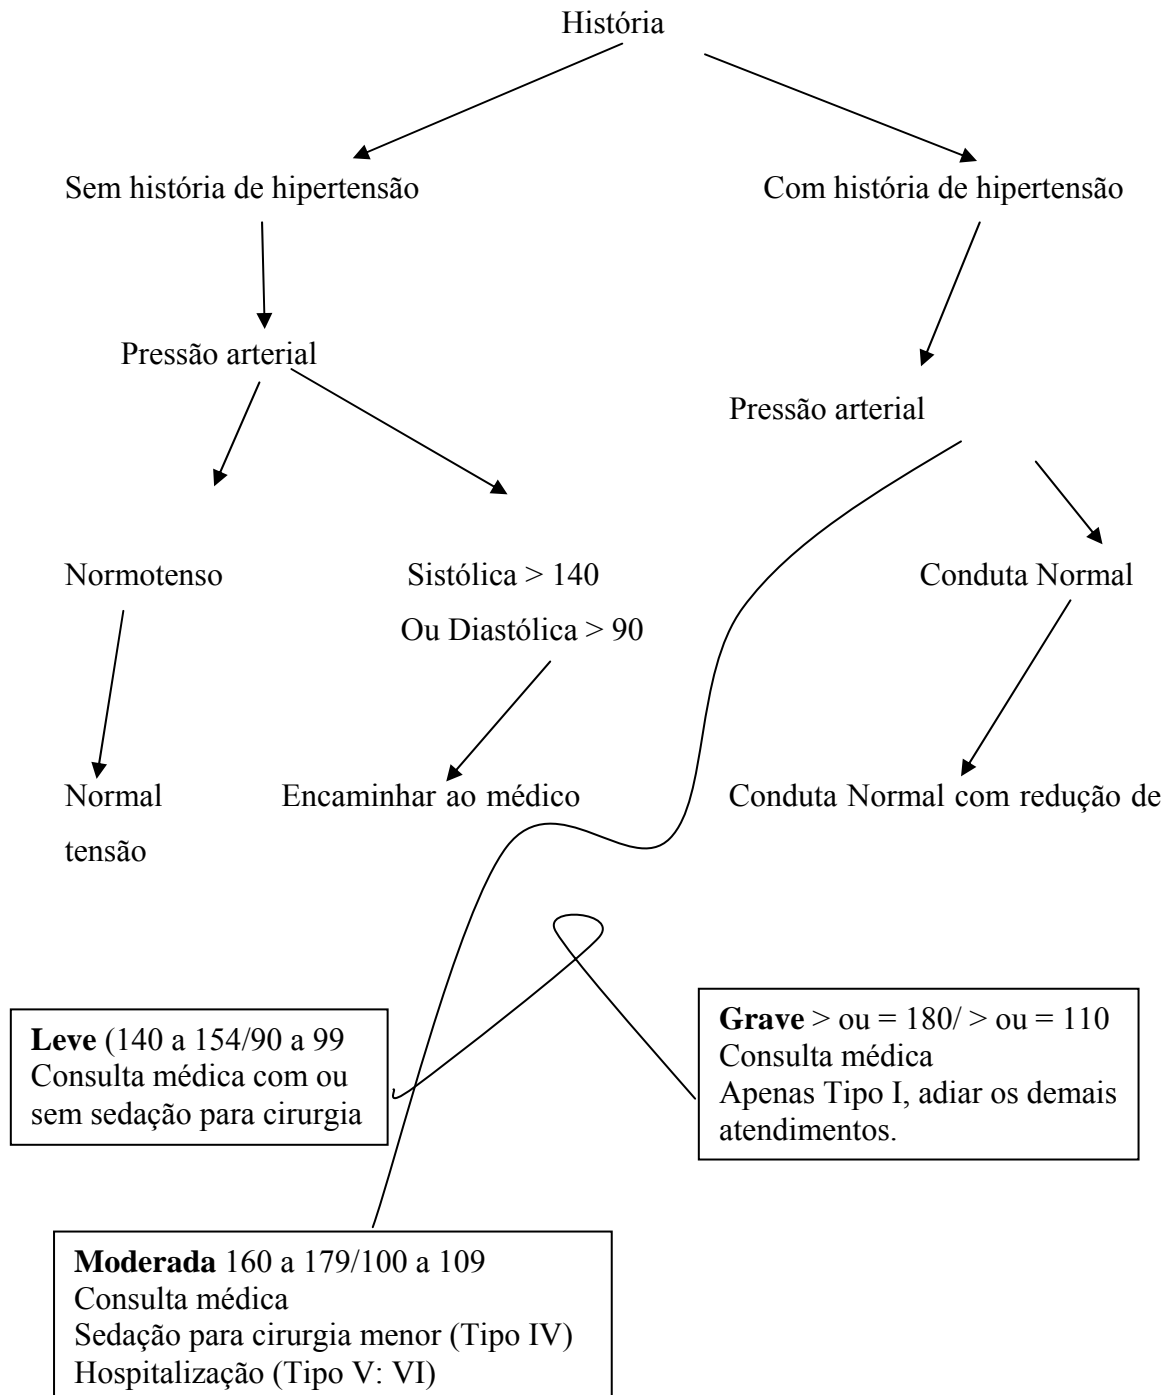 História
Sem história de hipertensão
Com história de hipertensão
Pressão arterial
Pressão arterial
Normotenso
Sistólica > 140
Ou Diastólica > 90
Conduta Normal
Normal
tensão
Encaminhar ao médico
Conduta Normal com redução de
Leve (140 a 154/90 a 99
Consulta médica com ou
sem sedação para cirurgia
Grave > ou = 180/ > ou = 110
Consulta médica
Apenas Tipo I, adiar os demais
atendimentos.
Moderada 160 a 179/100 a 109
Consulta médica
Sedação para cirurgia menor (Tipo IV)
Hospitalização (Tipo V: VI)